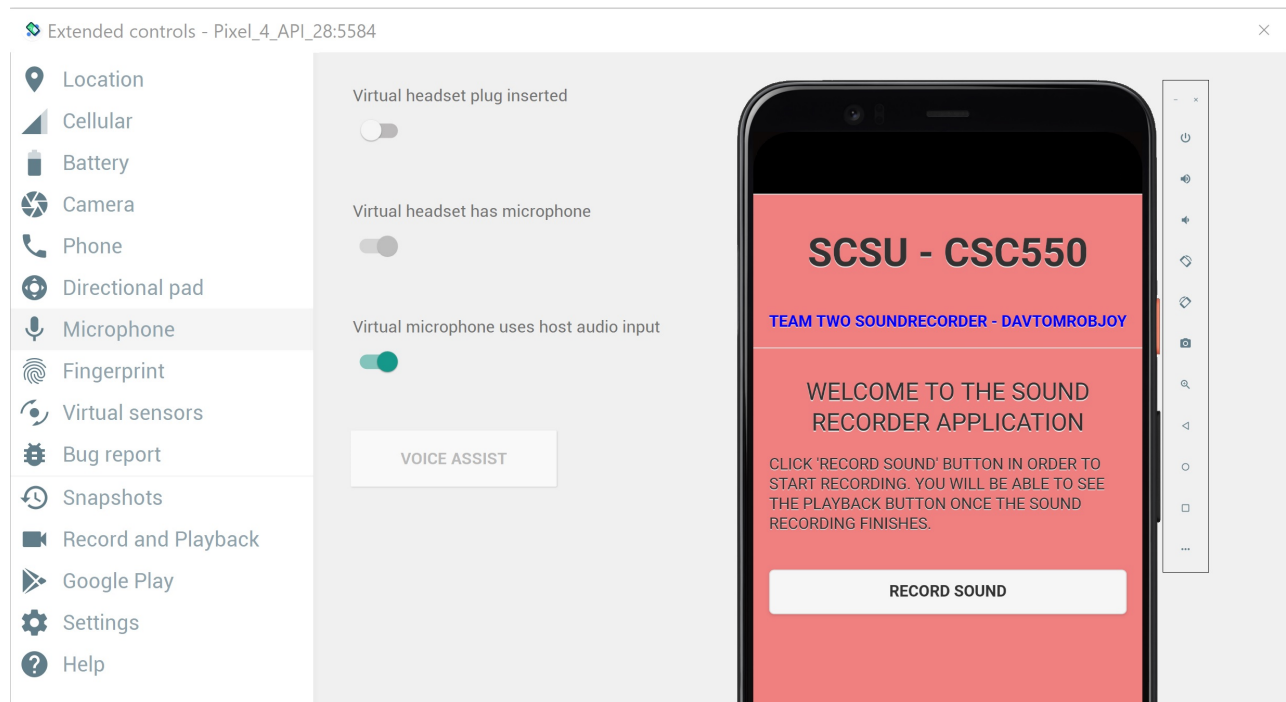 Extended controls - Pixel_4_API_28:5584
Location
Cellular
Battery
Camera
Phone
Directional pad
Microphone
Fingerprint
Virtual sensors
Bug report
Snapshots
Record and Playback
Google Play
Settings
Help
Virtual headset plug inserted
Virtual headset has microphone
Virtual microphone uses host audio input
VOICE ASSIST
SCSU - CSC550
TEAM TWO SOUNDRECORDER - DAVTOMROBJOY
WELCOME TO THE SOUND
RECORDER APPLICATION
CLICK 'RECORD SOUND' BUTTON IN ORDER TO
START RECORDING. YOU WILL BE ABLE TO SEE
THE PLAYBACK BUTTON ONCE THE SOUND
RECORDING FINISHES.
RECORD SOUND